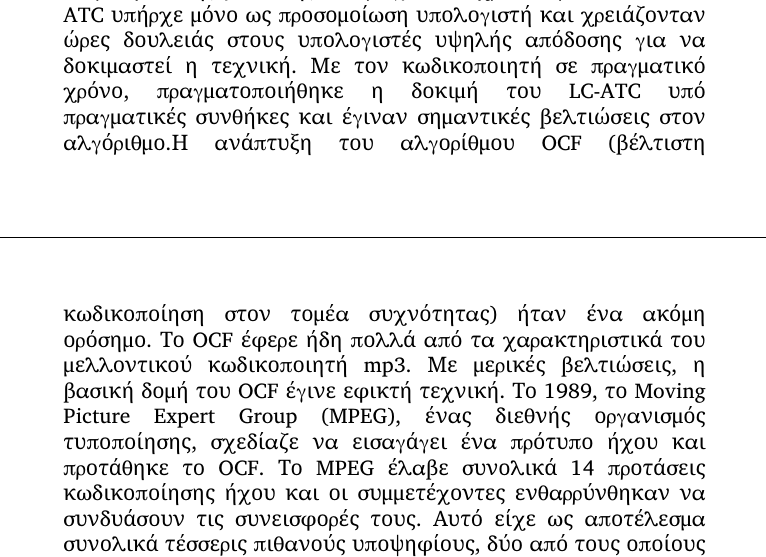 ATC υπήρχε μόνο ως προσομοίωση υπολογιστή και χρειάζονταν
ώρες δουλειάς στους υπολογιστές υψηλής απόδοσης για να
δοκιμαστεί η τεχνική. Με τον κωδικοποιητή σε πραγματικό
χρόνο, πραγματοποιήθηκε η δοκιμή του LC-ATC υπό
πραγματικές συνθήκες και έγιναν σημαντικές βελτιώσεις στον
αλγόριθμο.Η ανάπτυξη του αλγορίθμου OCF (βέλτιστη
κωδικοποίηση στον τομέα συχνότητας) ήταν ένα ακόμη
ορόσημο. Το OCF έφερε ήδη πολλά από τα χαρακτηριστικά του
μελλοντικού κωδικοποιητή mp3. Με μερικές βελτιώσεις, η
βασική δομή του OCF έγινε εφικτή τεχνική. Το 1989, το Moving
Picture Expert Group (MPEG), ένας διεθνής οργανισμός
τυποποίησης, σχεδίαζε να εισαγάγει ένα πρότυπο ήχου και
προτάθηκε το OCF. Το MPEG έλαβε συνολικά 14 προτάσεις
κωδικοποίησης ήχου και οι συμμετέχοντες ενθαρρύνθηκαν να
συνδυάσουν τις συνεισφορές τους. Αυτό είχε ως αποτέλεσμα
συνολικά τέσσερις πιθανούς υποψηφίους, δύο από τους οποίους